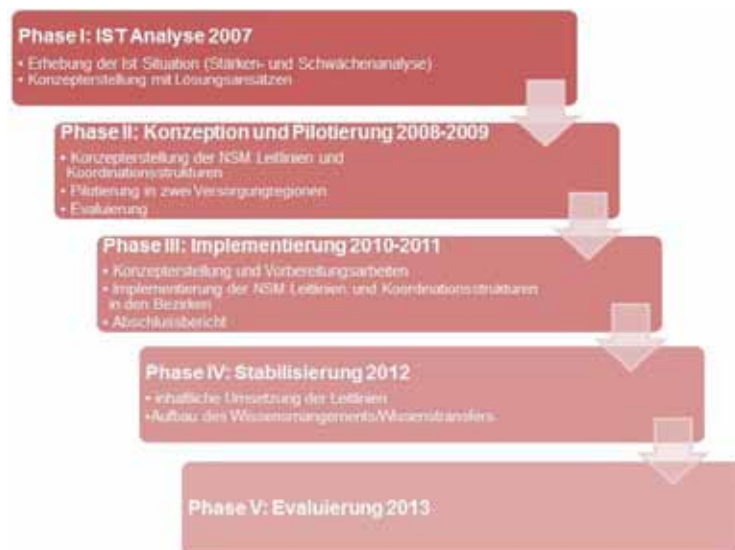 Phase I: IST Analyse 2007
• Erhebung der Ist Situation (Stärken- und Schwächenanalyse)
• Konzepterstellung mit Lösungsansätzen
Phase II: Konzeption und Pilotierung 2008-2009
• Konzepterstellung der NSM Leitlinien und
Koordinationsstrukturen
• Pilotierung in zwei Versorgungregionen
• Evaluierung
Phase III: Implementierung 2010-2011
• Konzepterstellung und Vorbereitungsarbeiten
• Implementierung der NSM Leitlinien und Koordinationsstrukturen
in den Bezirken
• Abschlussbericht
Phase IV: Stabilisierung 2012
• inhaltliche Umsetzung der Leitlinien
•Aufbau des Wissensmangements/Wissenstransfers
Phase V: Evaluierung 2013